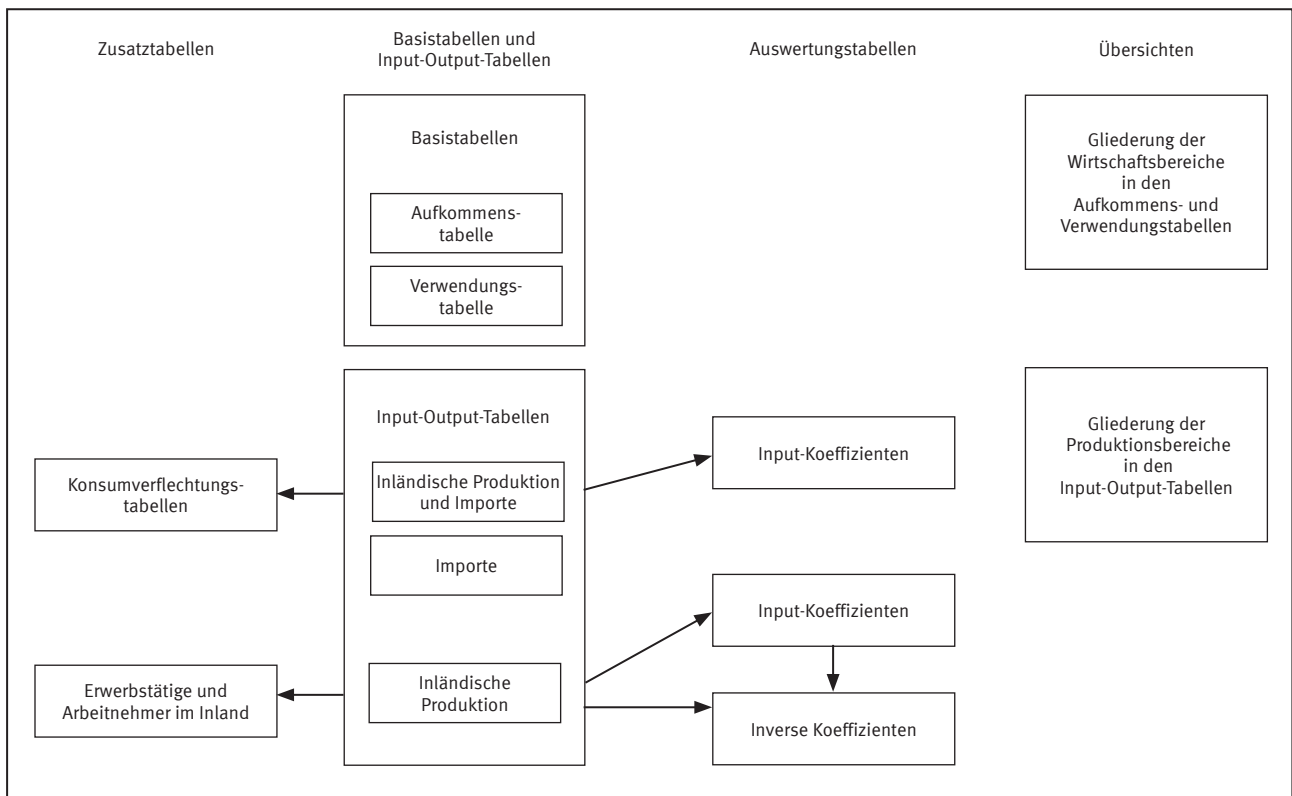 Zusatztabellen
Basistabellen und
Input-Output-Tabellen
Auswertungstabellen
Übersichten
Basistabellen
Aufkommens-
tabelle
Verwendungs-
tabelle
Gliederung der
Wirtschaftsbereiche
in den
Aufkommens- und
Verwendungstabellen
Input-Output-Tabellen
Inländische Produktion
und Importe
Importe
Inländische
Produktion
Konsumverflechtungs-
tabellen
Erwerbstätige und
Arbeitnehmer im Inland
Input-Koeffizienten
Input-Koeffizienten
Inverse Koeffizienten
Gliederung der
Produktionsbereiche
in den
Input-Output-Tabellen